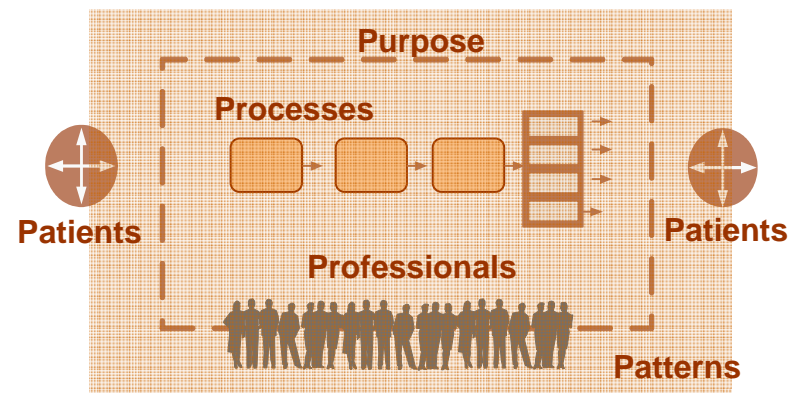 Purpose
Processes
Patients
Patients
Professionals
Patterns